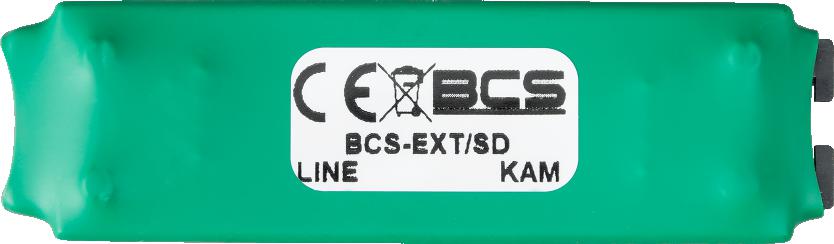 CE BCS
BCS-EXT/SD
LINE KAM